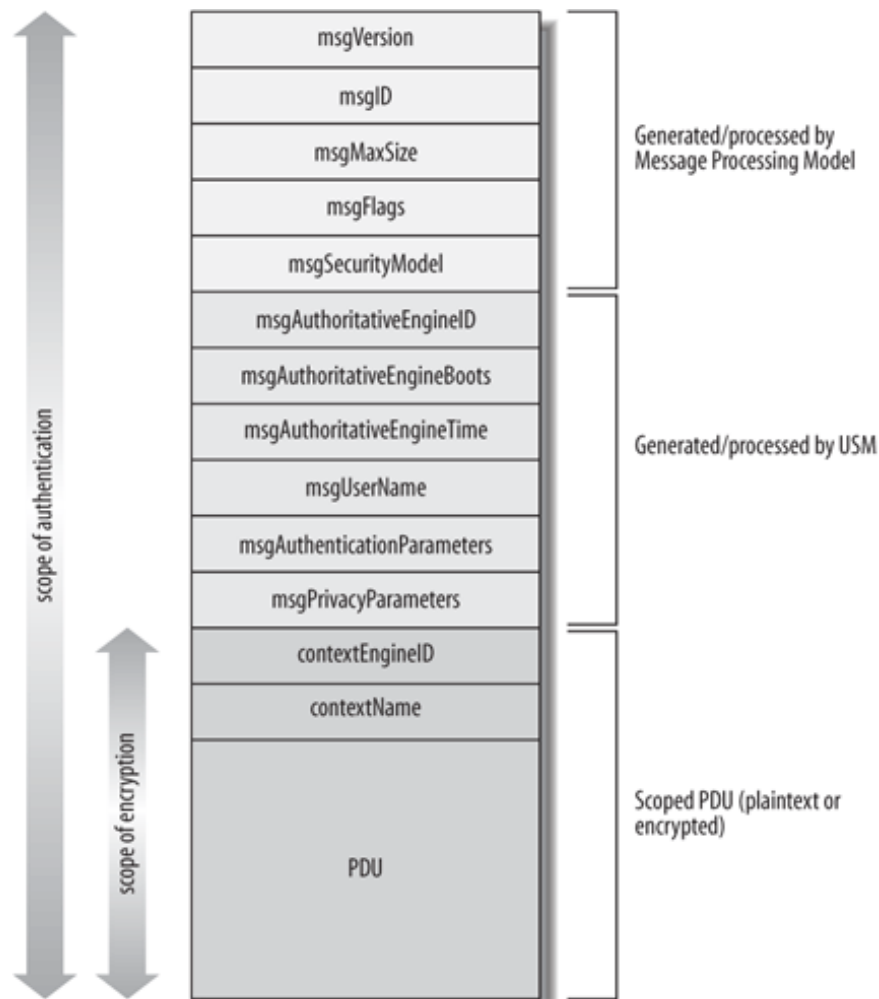 msgVersion
msgID
msgMaxSize
msgFlags
msgSecurityModel
Generated/processed by
Message Processing Model
msgAuthoritativeEngineID
msgAuthoritativeEngineBoots
msgAuthoritativeEngineTime
msgUserName
msgAuthenticationParameters
msgPrivacyParameters
Generated/processed by USM
contextEngineID
contextName
PDU
Scoped PDU (plaintext or
encrypted)
scope of authentication
scope of encryption